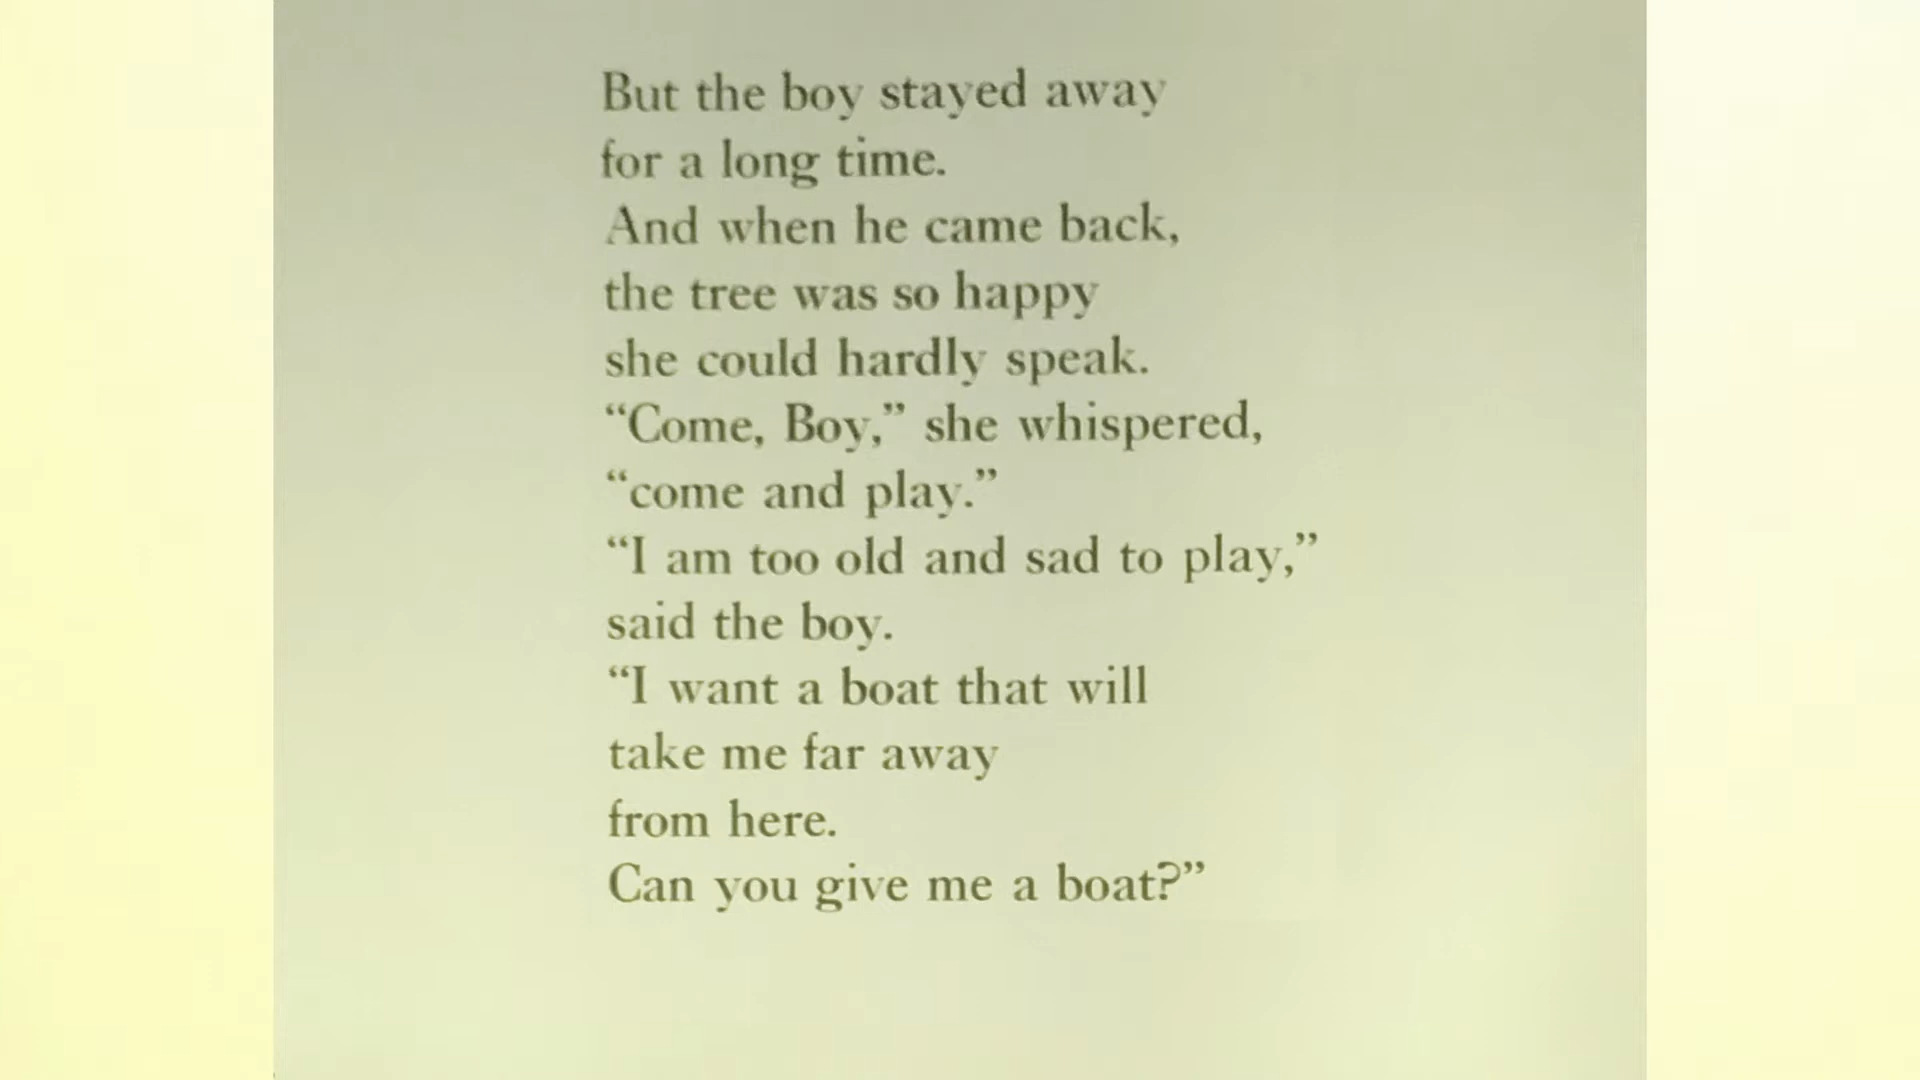 But the boy stayed away
for a long time.
And when he came back,
the tree was so happy
she could hardly speak.
“Come, Boy,” she whispered,
“come and play.”
“I am too old and sad to play,”
said the boy.
“I want a boat that will
take me far away
from here.
Can you give me a boat?”